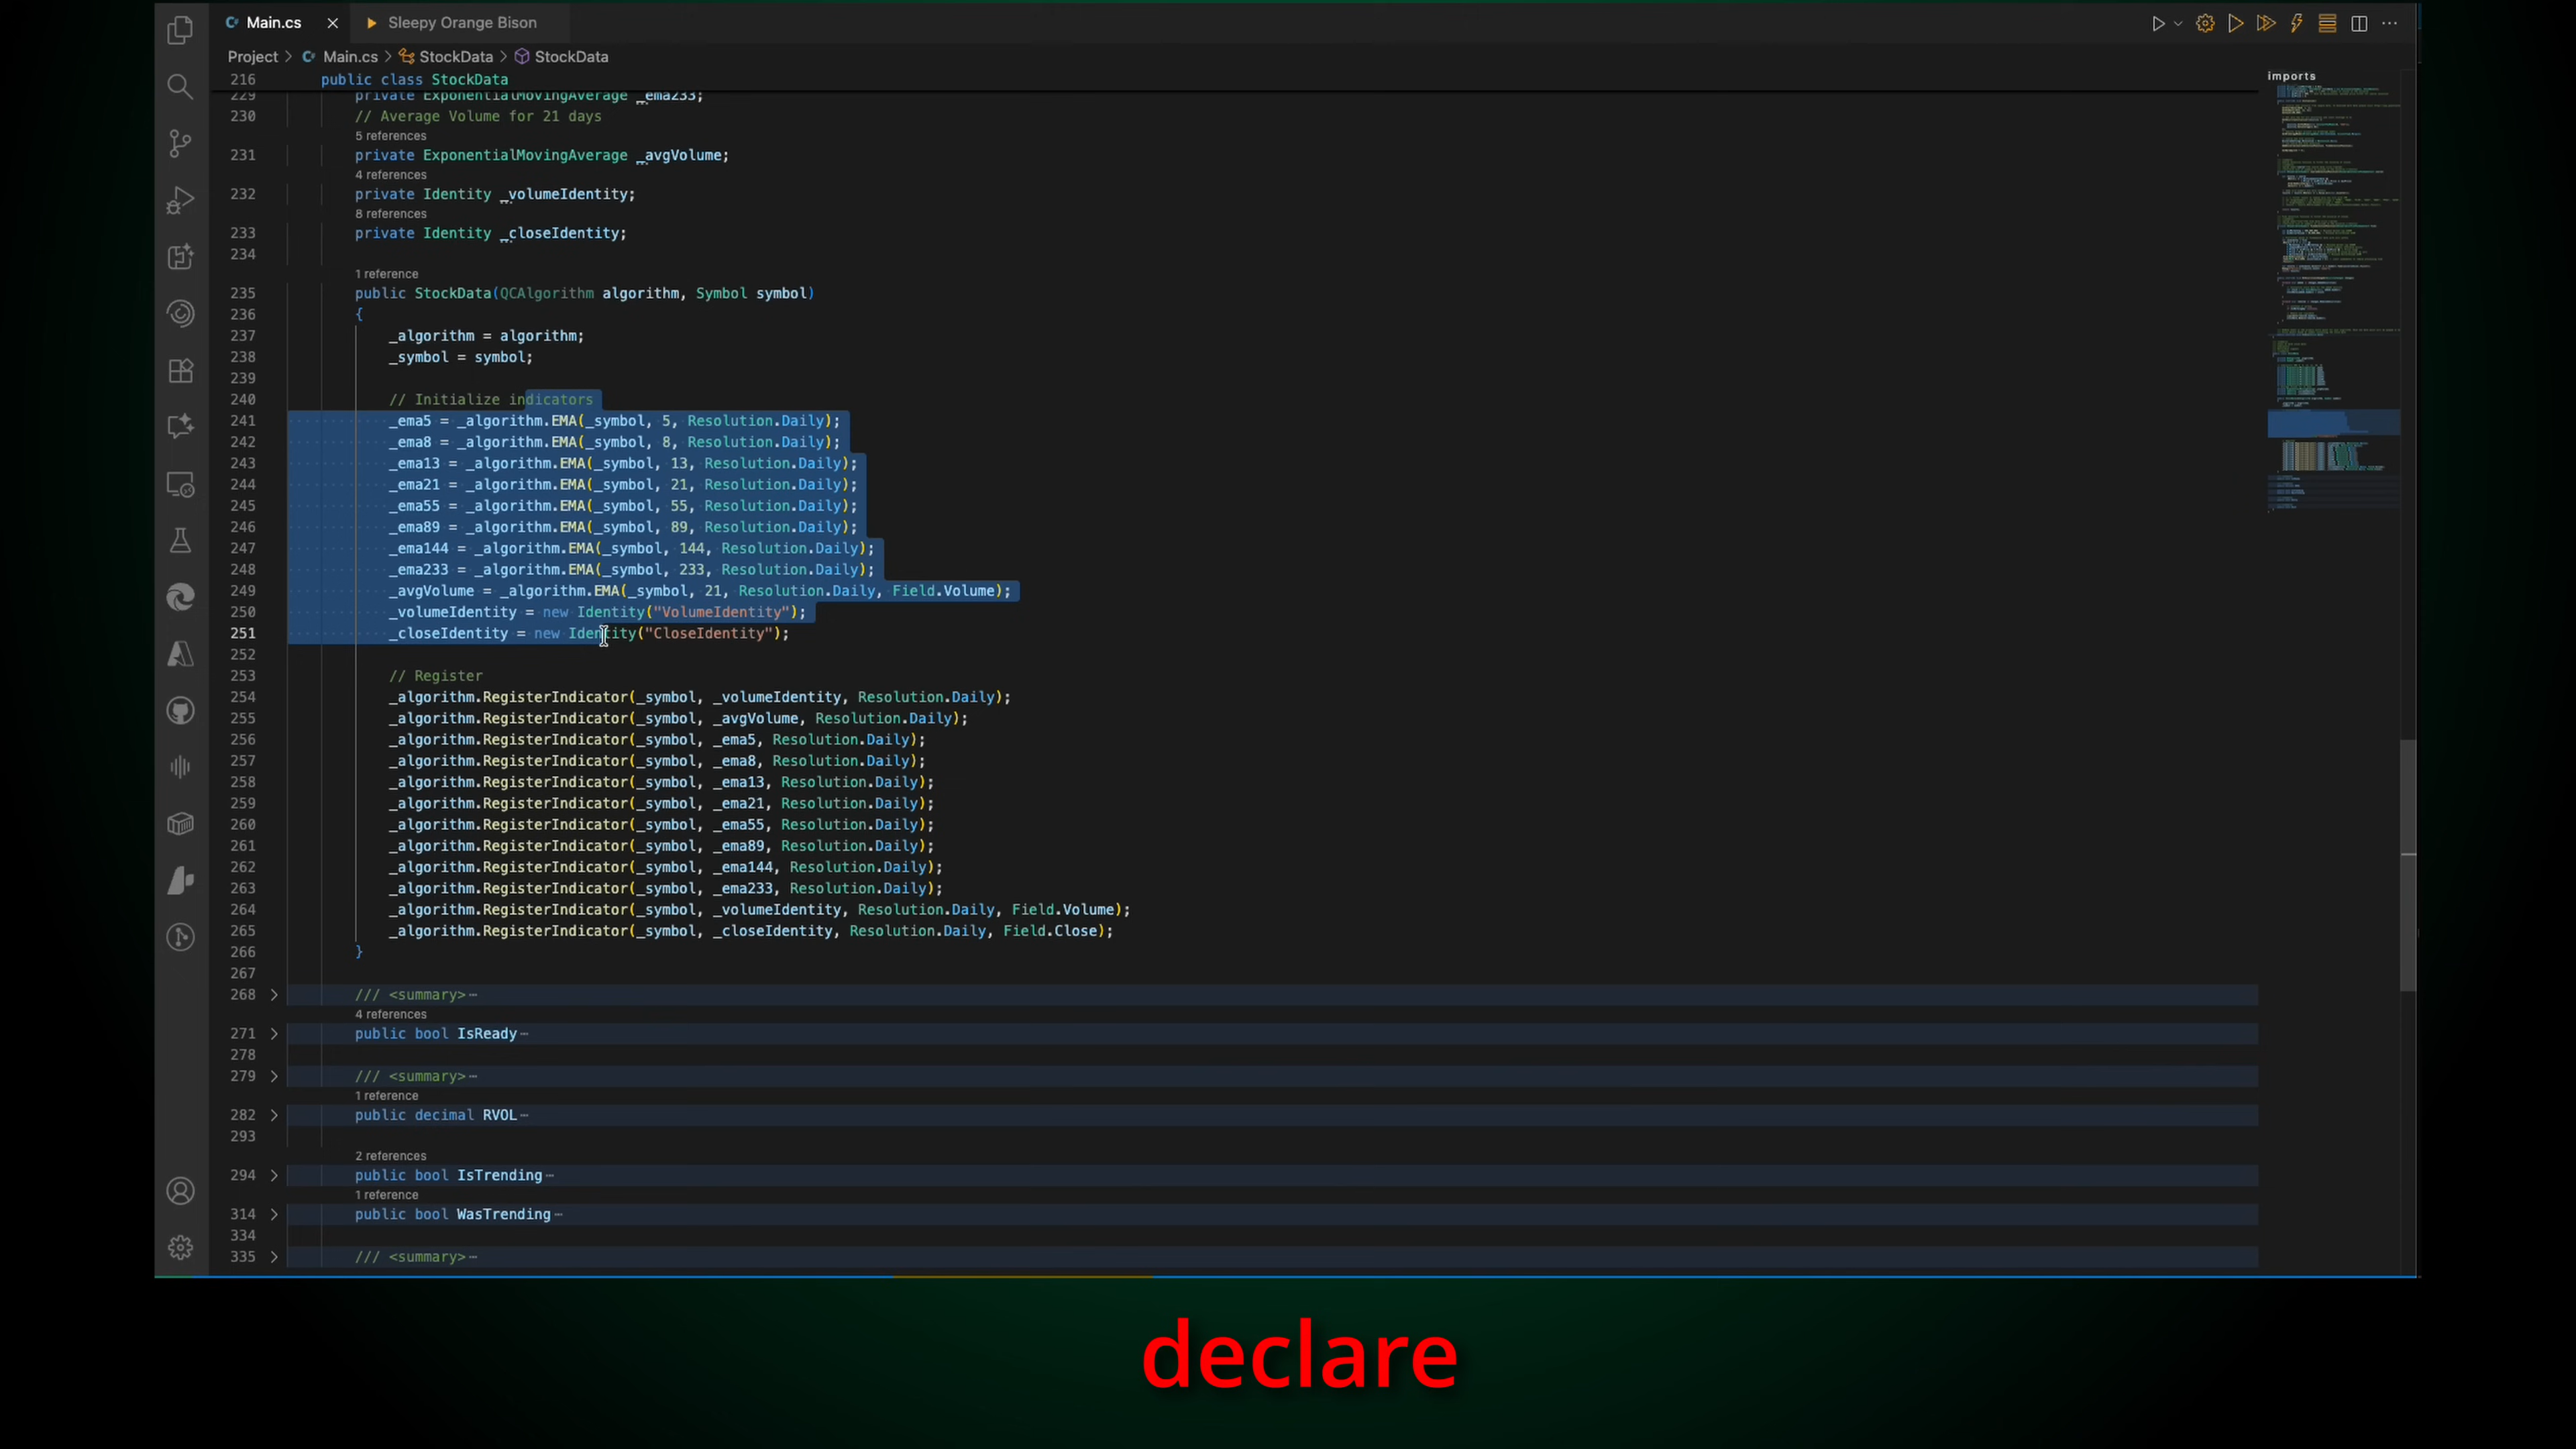 Main.cs
Sleepy Orange Bison
Project > Main.cs > StockData > StockData
216 public class StockData
229 private ExponentialMovingAverage _ema233;
230 // Average Volume for 21 days
5 references
231 private ExponentialMovingAverage _avgVolume;
4 references
232 private Identity _volumeIdentity;
8 references
233 private Identity _closeIdentity;
234
1 reference
235 public StockData(QCAlgorithm algorithm, Symbol symbol)
236 {
237 _algorithm = algorithm;
238 _symbol = symbol;
239
240 // Initialize indicators
241 _ema5 = _algorithm.EMA(_symbol, 5, Resolution.Daily);
242 _ema8 = _algorithm.EMA(_symbol, 8, Resolution.Daily);
243 _ema13 = _algorithm.EMA(_symbol, 13, Resolution.Daily);
244 _ema21 = _algorithm.EMA(_symbol, 21, Resolution.Daily);
245 _ema55 = _algorithm.EMA(_symbol, 55, Resolution.Daily);
246 _ema89 = _algorithm.EMA(_symbol, 89, Resolution.Daily);
247 _ema144 = _algorithm.EMA(_symbol, 144, Resolution.Daily);
248 _ema233 = _algorithm.EMA(_symbol, 233, Resolution.Daily);
249 _avgVolume = _algorithm.EMA(_symbol, 21, Resolution.Daily, Field.Volume);
250 _volumeIdentity = new Identity("VolumeIdentity");
251 _closeIdentity = new Identity("CloseIdentity");
252
253 // Register
254 _algorithm.RegisterIndicator(_symbol, _volumeIdentity, Resolution.Daily);
255 _algorithm.RegisterIndicator(_symbol, _avgVolume, Resolution.Daily);
256 _algorithm.RegisterIndicator(_symbol, _ema5, Resolution.Daily);
257 _algorithm.RegisterIndicator(_symbol, _ema8, Resolution.Daily);
258 _algorithm.RegisterIndicator(_symbol, _ema13, Resolution.Daily);
259 _algorithm.RegisterIndicator(_symbol, _ema21, Resolution.Daily);
260 _algorithm.RegisterIndicator(_symbol, _ema55, Resolution.Daily);
261 _algorithm.RegisterIndicator(_symbol, _ema89, Resolution.Daily);
262 _algorithm.RegisterIndicator(_symbol, _ema144, Resolution.Daily);
263 _algorithm.RegisterIndicator(_symbol, _ema233, Resolution.Daily);
264 _algorithm.RegisterIndicator(_symbol, _volumeIdentity, Resolution.Daily, Field.Volume);
265 _algorithm.RegisterIndicator(_symbol, _closeIdentity, Resolution.Daily, Field.Close);
266 }
267
268 /// <summary>⋯
4 references
271 public bool IsReady⋯
278
279 /// <summary>⋯
1 reference
282 public decimal RVOL⋯
293
2 references
294 public bool IsTrending⋯
1 reference
314 public bool WasTrending⋯
334
335 /// <summary>⋯
imports
declare